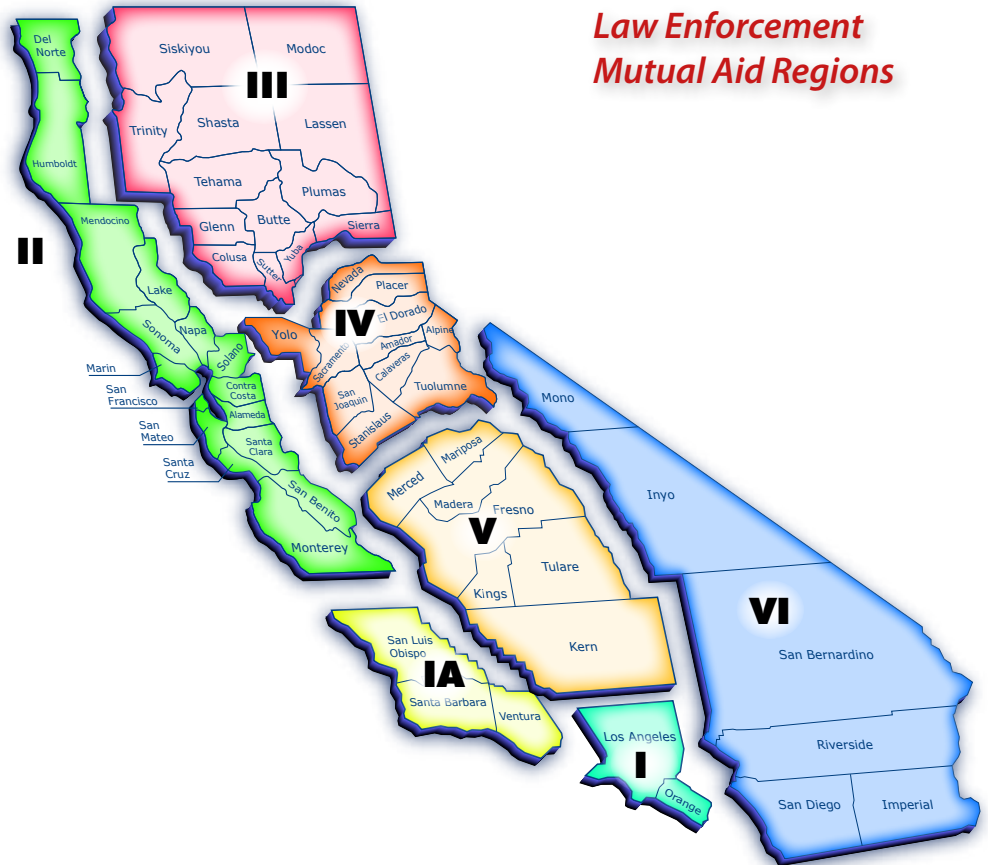 Law Enforcement
Mutual Aid Regions
Del
Norte
Humboldt
II
Mendocino
Lake
Sonoma
Napa
Solano
Marin
San
Francisco
Contra
Costa
Alameda
San
Mateo
Santa
Clara
Santa
Cruz
San Benito
Monterey
Siskiyou
Modoc
III
Trinity
Shasta
Lassen
Tehama
Plumas
Glenn
Butte
Sierra
Colusa
Sutter
Yuba
Nevada
Placer
Yolo
IV
El Dorado
Sacramento
Amador
Alpine
Calaveras
San
Joaquin
Tuolumne
Stanislaus
Merced
Mariposa
Madera
Fresno
V
Kings
Tulare
Kern
San Luis
Obispo
IA
Santa Barbara
Ventura
Los Angeles
I
Orange
Mono
Inyo
VI
San Bernardino
Riverside
San Diego
Imperial